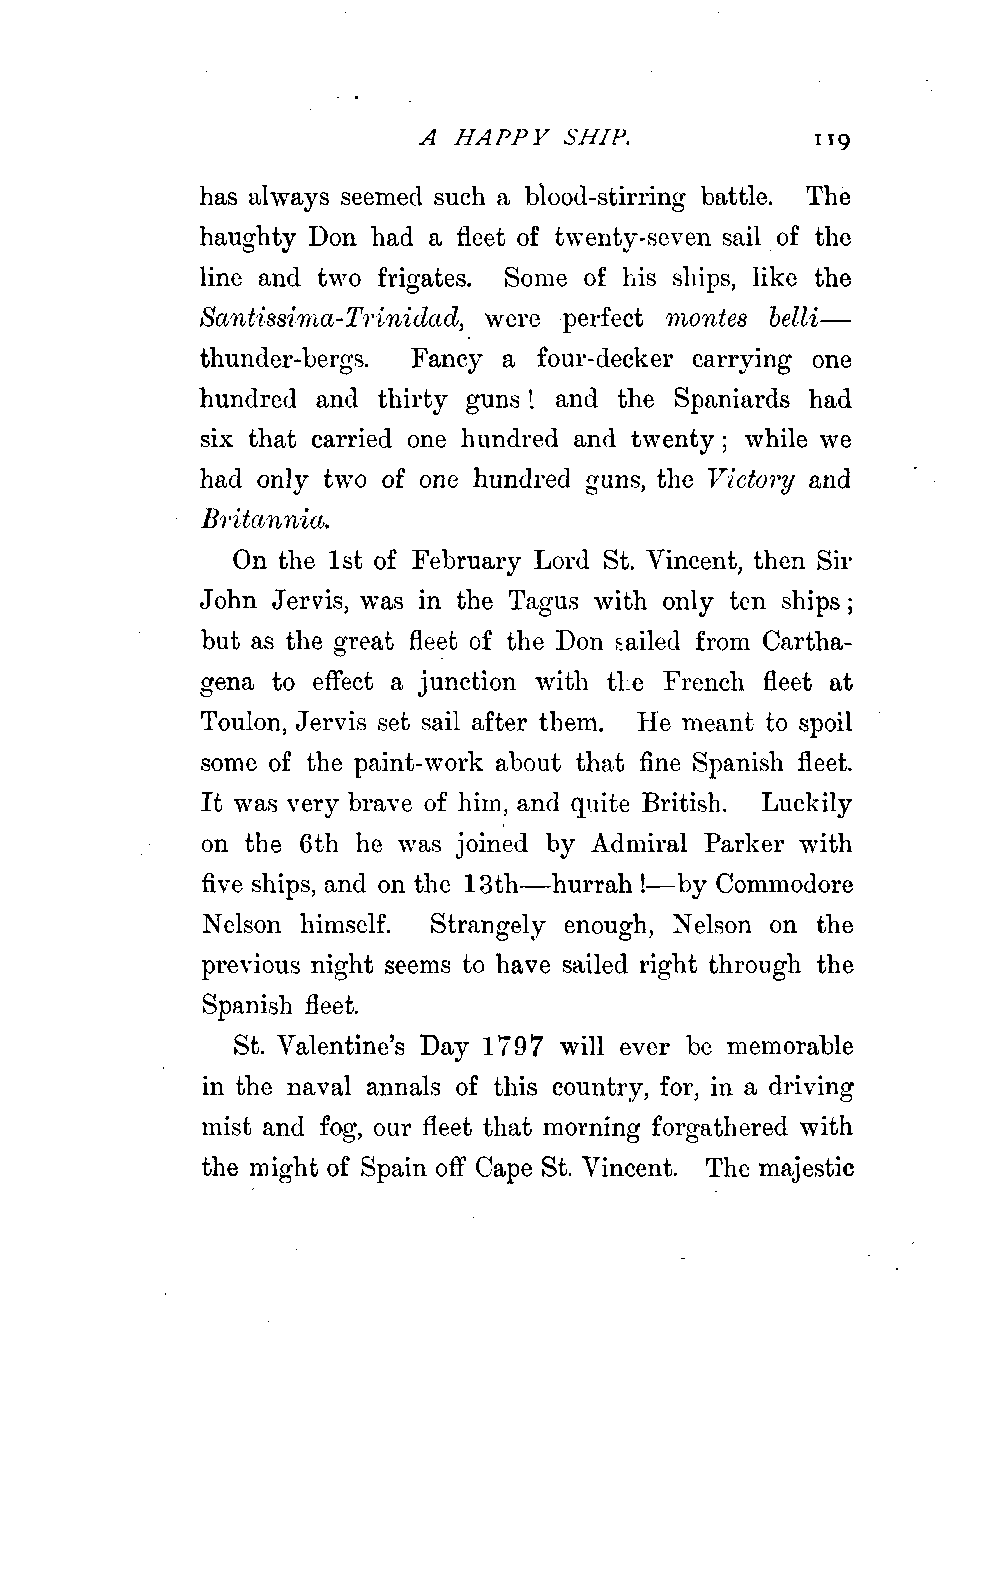 A HAPPY SHIP. 119
has always seemed such a blood-stirring battle. The
haughty Don had a fleet of twenty-seven sail of the
line and two frigates. Some of his ships, like the
Santissima-Trinidad, were perfect montes belli—
thunder-bergs. Fancy a four-decker carrying one
hundred and thirty guns! and the Spaniards had
six that carried one hundred and twenty; while we
had only two of one hundred guns, the Victory and
Britannia.
On the 1st of February Lord St. Vincent, then Sir
John Jervis, was in the Tagus with only ten ships;
but as the great fleet of the Don sailed from Cartha-
gena to effect a junction with the French fleet at
Toulon, Jervis set sail after them. He meant to spoil
some of the paint-work about that fine Spanish fleet.
It was very brave of him, and quite British. Luckily
on the 6th he was joined by Admiral Parker with
five ships, and on the 13th—hurrah!—by Commodore
Nelson himself. Strangely enough, Nelson on the
previous night seems to have sailed right through the
Spanish fleet.
St. Valentine's Day 1797 will ever be memorable
in the naval annals of this country, for, in a driving
mist and fog, our fleet that morning forgathered with
the might of Spain off Cape St. Vincent. The majestic